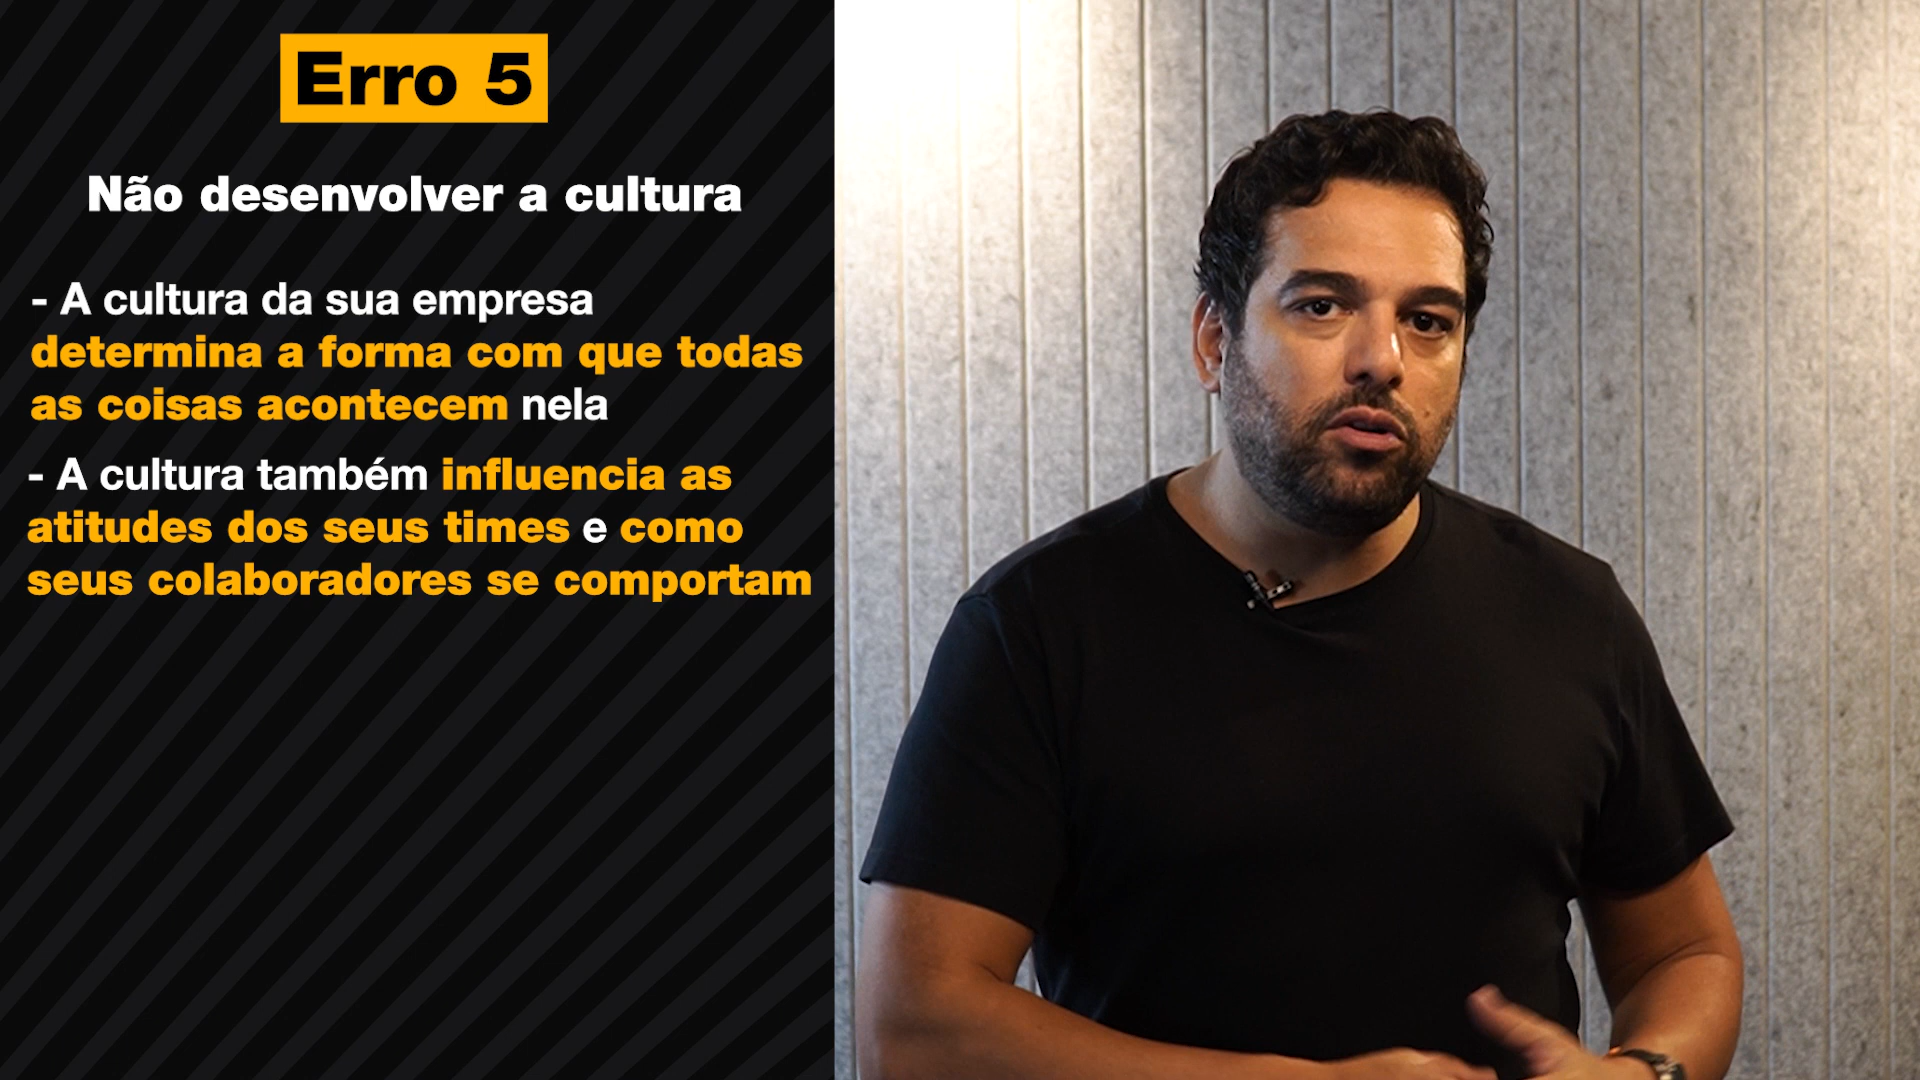 Erro 5
Não desenvolver a cultura
- A cultura da sua empresa
determina a forma com que todas
as coisas acontecem nela
- A cultura também influencia as
atitudes dos seus times e como
seus colaboradores se comportam